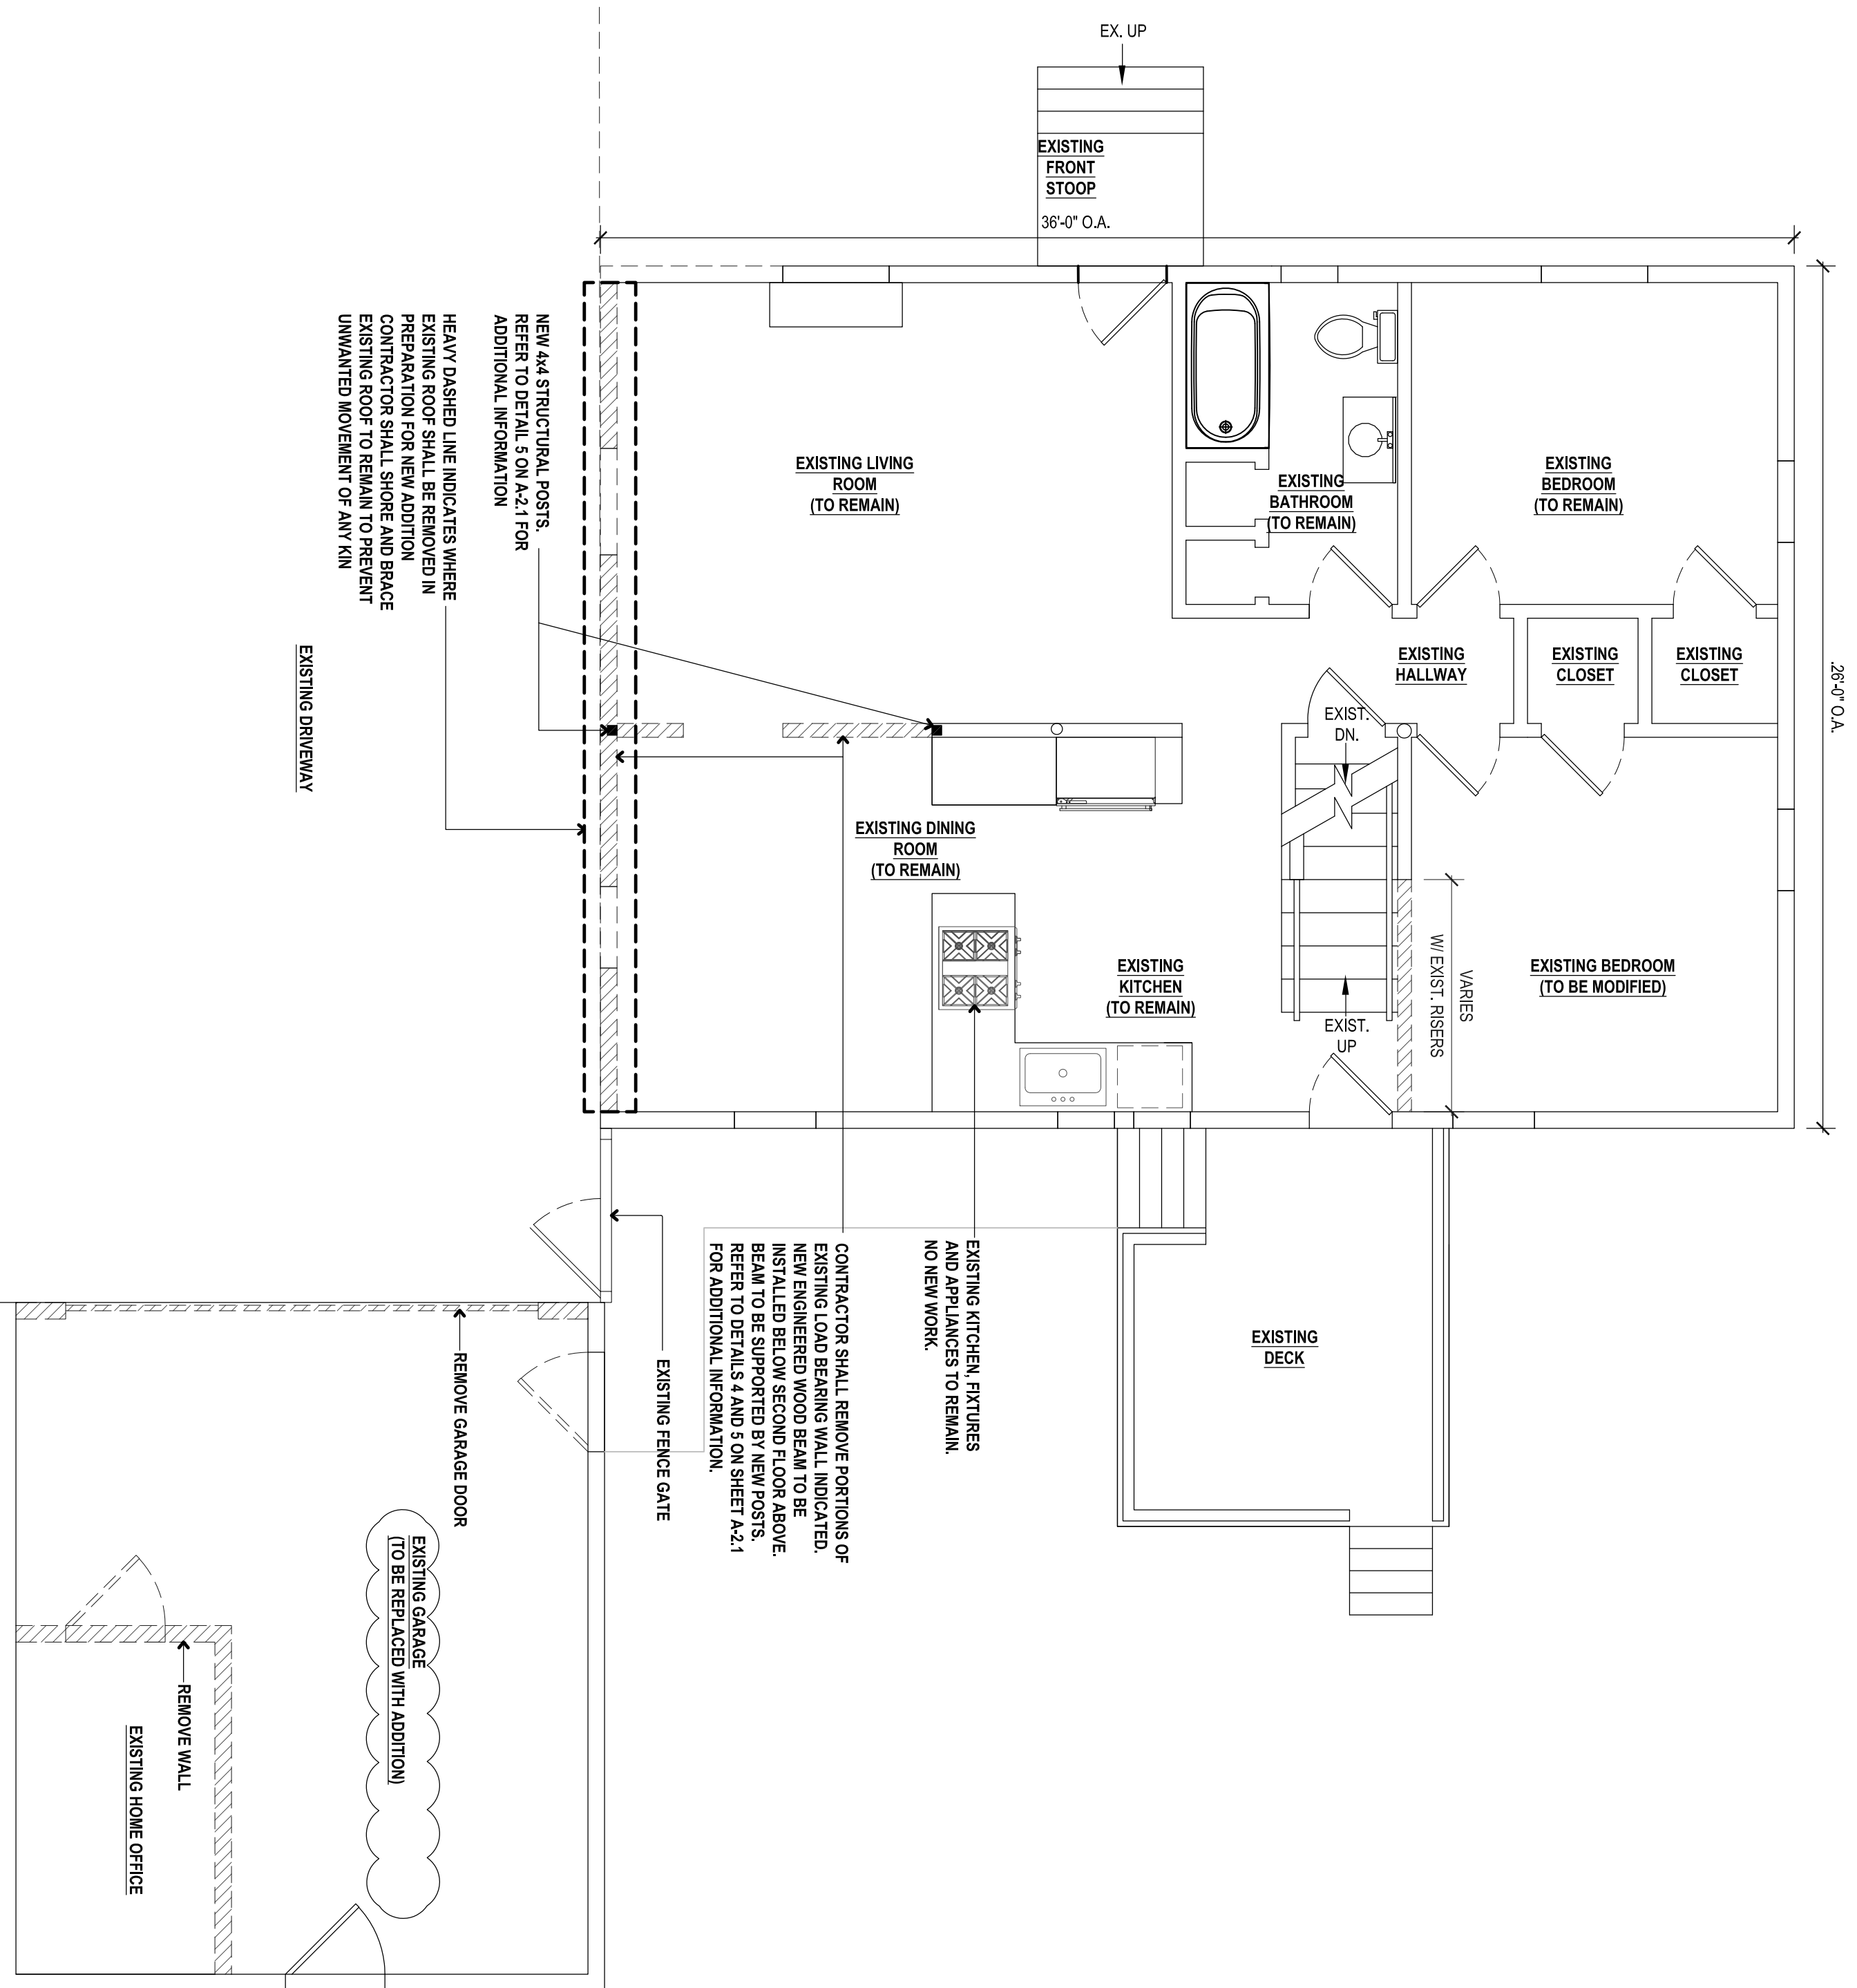 EX. UP
EXISTING
FRONT
STOOP
36'-0" O.A.
26'-0" O.A.
EXISTING LIVING
ROOM
(TO REMAIN)
EXISTING
BATHROOM
(TO REMAIN)
EXISTING
BEDROOM
(TO REMAIN)
EXISTING
HALLWAY
EXISTING
CLOSET
EXISTING
CLOSET
EXIST.
DN.
EXISTING DINING
ROOM
(TO REMAIN)
EXISTING
KITCHEN
(TO REMAIN)
EXIST.
UP
VARIES
W/ EXIST. RISERS
EXISTING BEDROOM
(TO BE MODIFIED)
NEW 4x4 STRUCTURAL POSTS.
REFER TO DETAIL 5 ON A-2.1 FOR
ADDITIONAL INFORMATION
HEAVY DASHED LINE INDICATES WHERE
EXISTING ROOF SHALL BE REMOVED IN
PREPARATION FOR NEW ADDITION
CONTRACTOR SHALL SHORE AND BRACE
EXISTING ROOF TO REMAIN TO PREVENT
UNWANTED MOVEMENT OF ANY KIN
EXISTING DRIVEWAY
EXISTING KITCHEN, FIXTURES
AND APPLIANCES TO REMAIN.
NO NEW WORK.
CONTRACTOR SHALL REMOVE PORTIONS OF
EXISTING LOAD BEARING WALL INDICATED.
NEW ENGINEERED WOOD BEAM TO BE
INSTALLED BELOW SECOND FLOOR ABOVE.
BEAM TO BE SUPPORTED BY NEW POSTS.
REFER TO DETAILS 4 AND 5 ON SHEET A-2.1
FOR ADDITIONAL INFORMATION.
EXISTING
DECK
EXISTING FENCE GATE
REMOVE GARAGE DOOR
EXISTING GARAGE
(TO BE REPLACED WITH ADDITION)
REMOVE WALL
EXISTING HOME OFFICE